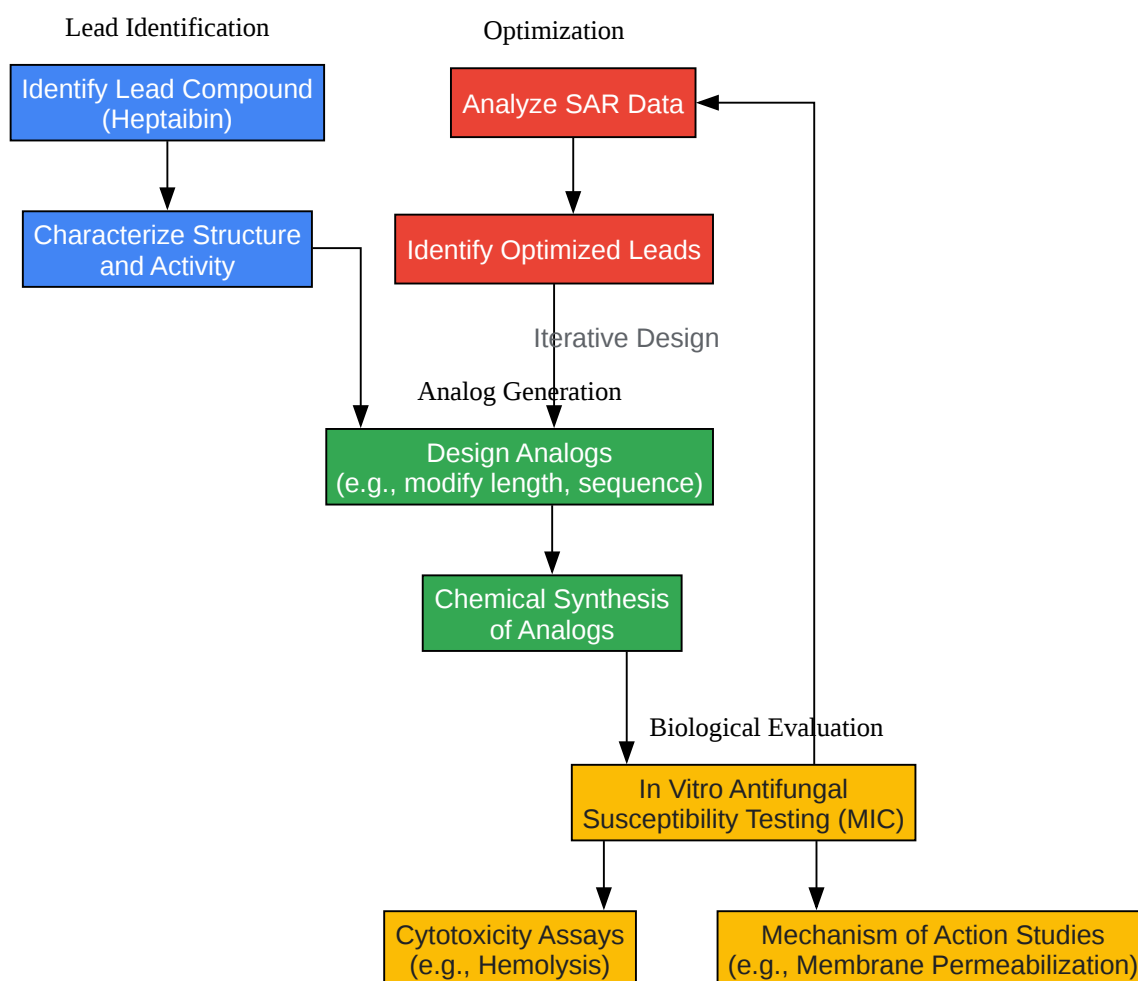 Lead Identification
Identify Lead Compound
(Heptaibin)
Characterize Structure
and Activity
Optimization
Analyze SAR Data
Identify Optimized Leads
Iterative Design
Analog Generation
Design Analogs
(e.g., modify length, sequence)
Chemical Synthesis
of Analogs
Biological Evaluation
In Vitro Antifungal
Susceptibility Testing (MIC)
Cytotoxicity Assays
(e.g., Hemolysis)
Mechanism of Action Studies
(e.g., Membrane Permeabilization)